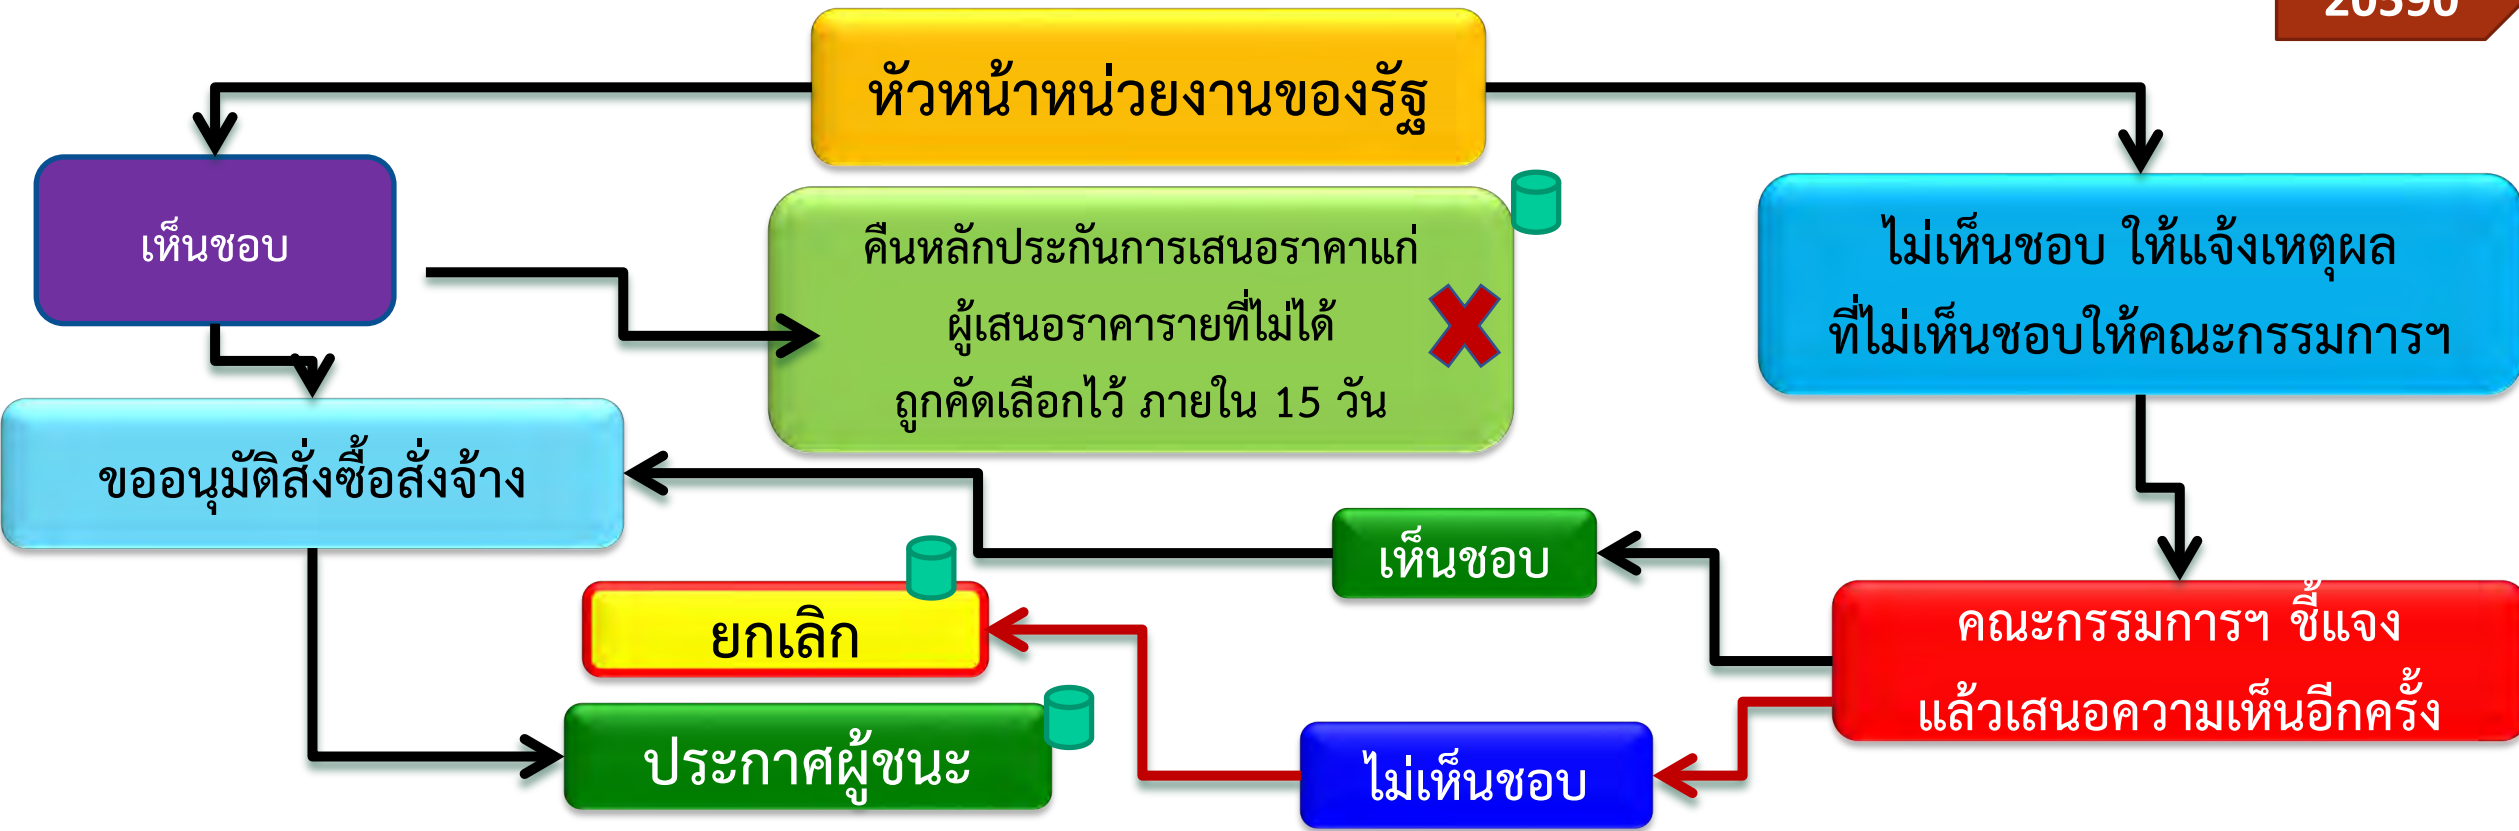 20390
หัวหน้าหน่วยงานของรัฐ
เห็นชอบ
คืนหลักประกันการเสนอราคาแก่
ผู้เสนอราคารายที่ไม่ได้
ถูกคัดเลือกไว้ ภายใน 15 วัน
ไม่เห็นชอบ ให้แจ้งเหตุผล
ที่ไม่เห็นชอบให้คณะกรรมการฯ
ขออนุมัติสั่งซื้อสั่งจ้าง
เห็นชอบ
ยกเลิก
คณะกรรมการฯ ชี้แจง
แล้วเสนอความเห็นอีกครั้ง
ประกาศผู้ชนะ
ไม่เห็นชอบ